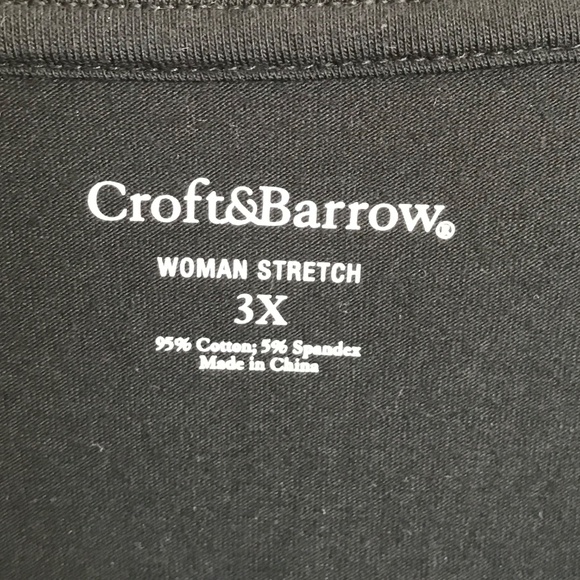 Croft&Barrow®
WOMAN STRETCH
3X
95% Cotton; 5% Spandex
Made in China